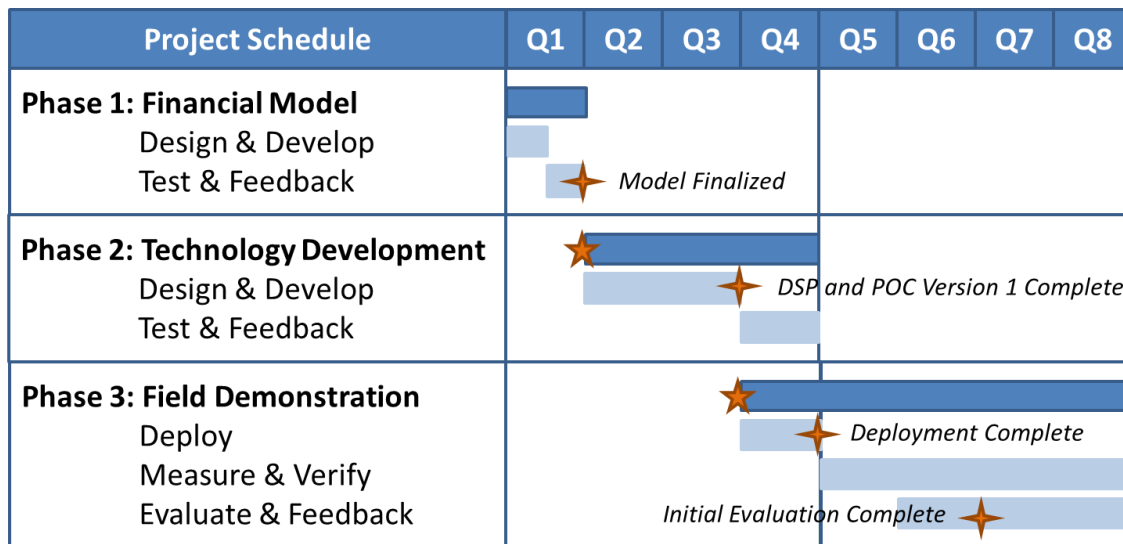 Project Schedule Q1 Q2 Q3 Q4 Q5 Q6 Q7 Q8
Phase 1: Financial Model
Design & Develop
Test & Feedback Model Finalized
Phase 2: Technology Development
Design & Develop DSP and POC Version 1 Complete
Test & Feedback
Phase 3: Field Demonstration
Deploy Deployment Complete
Measure & Verify
Evaluate & Feedback Initial Evaluation Complete